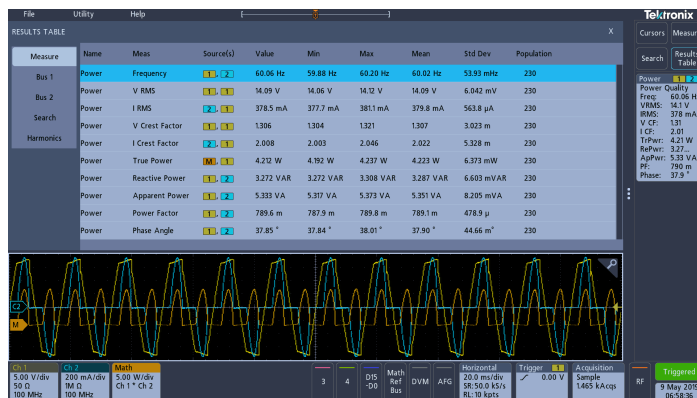 File Utility Help Tektronix
RESULTS TABLE X
Cursors Measure
Search Results Table
Measure
Bus 1
Bus 2
Search
Harmonics
Name Meas Source(s) Value Min Max Mean Std Dev Population
Power Frequency 1 , 2 60.06 Hz 59.88 Hz 60.20 Hz 60.02 Hz 53.93 mHz 230
Power V RMS 1 , 1 14.09 V 14.06 V 14.12 V 14.09 V 6.042 mV 230
Power I RMS 2 , 1 378.5 mA 377.7 mA 381.1 mA 379.8 mA 563.8 µA 230
Power V Crest Factor 1 , 1 1.306 1.304 1.321 1.307 3.023 m 230
Power I Crest Factor 2 , 1 2.008 2.003 2.046 2.022 5.328 m 230
Power True Power M , 1 4.212 W 4.192 W 4.237 W 4.223 W 6.373 mW 230
Power Reactive Power 1 , 2 3.272 VAR 3.272 VAR 3.308 VAR 3.287 VAR 6.603 mVAR 230
Power Apparent Power 1 , 2 5.333 VA 5.317 VA 5.373 VA 5.351 VA 8.205 mVA 230
Power Power Factor 1 , 2 789.6 m 787.9 m 789.8 m 789.1 m 478.9 µ 230
Power Phase Angle 1 , 2 37.85 ° 37.84 ° 38.01 ° 37.90 ° 44.66 m° 230
Power 1 2
Power Quality
Freq: 60.06 H
VRMS: 14.1 V
IRMS: 378 mA
V CF: 1.31
I CF: 2.01
TrPwr: 4.21 W
RePwr: 3.27...
ApPwr: 5.33 VA
PF: 790 m
Phase: 37.9 °
C2
M
Ch 1
5.00 V/div
50 Ω
100 MHz
Ch 2
200 mA/div
1M Ω
100 MHz
Math
5.00 W/div
Ch 1 * Ch 2
3
4
D15
-D0
Math
Ref
Bus
DVM
AFG
Horizontal
20.0 ms/div
SR: 50.0 kS/s
RL: 10 kpts
Trigger 1
0.00 V
Acquisition
Sample
1.465 kAcqs
RF
Triggered
9 May 2019
06:58:36